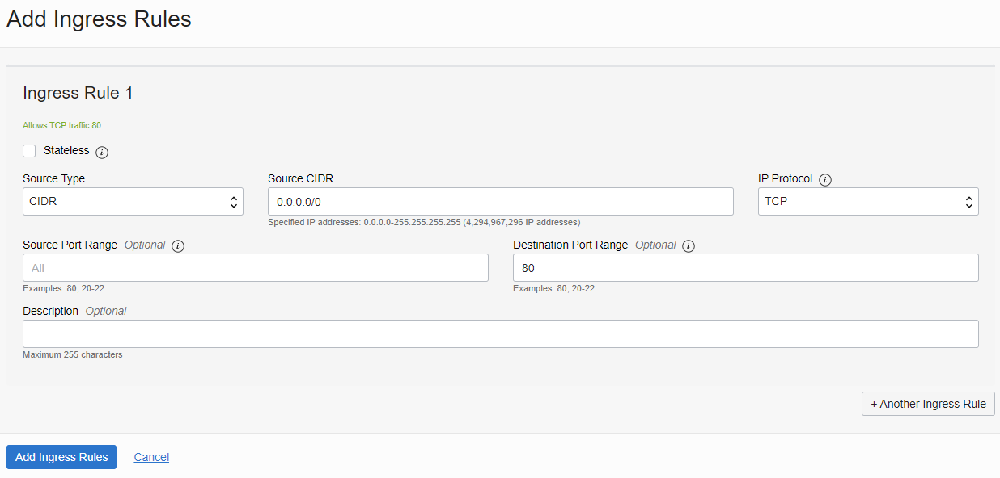 Add Ingress Rules
Ingress Rule 1
Allows TCP traffic 80
Stateless i
Source Type
Source CIDR
IP Protocol i
CIDR
0.0.0.0/0
TCP
Specified IP addresses: 0.0.0.0-255.255.255.255 (4,294,967,296 IP addresses)
Source Port Range Optional i
Destination Port Range Optional i
All
80
Examples: 80, 20-22
Examples: 80, 20-22
Description Optional
Maximum 255 characters
+ Another Ingress Rule
Add Ingress Rules
Cancel